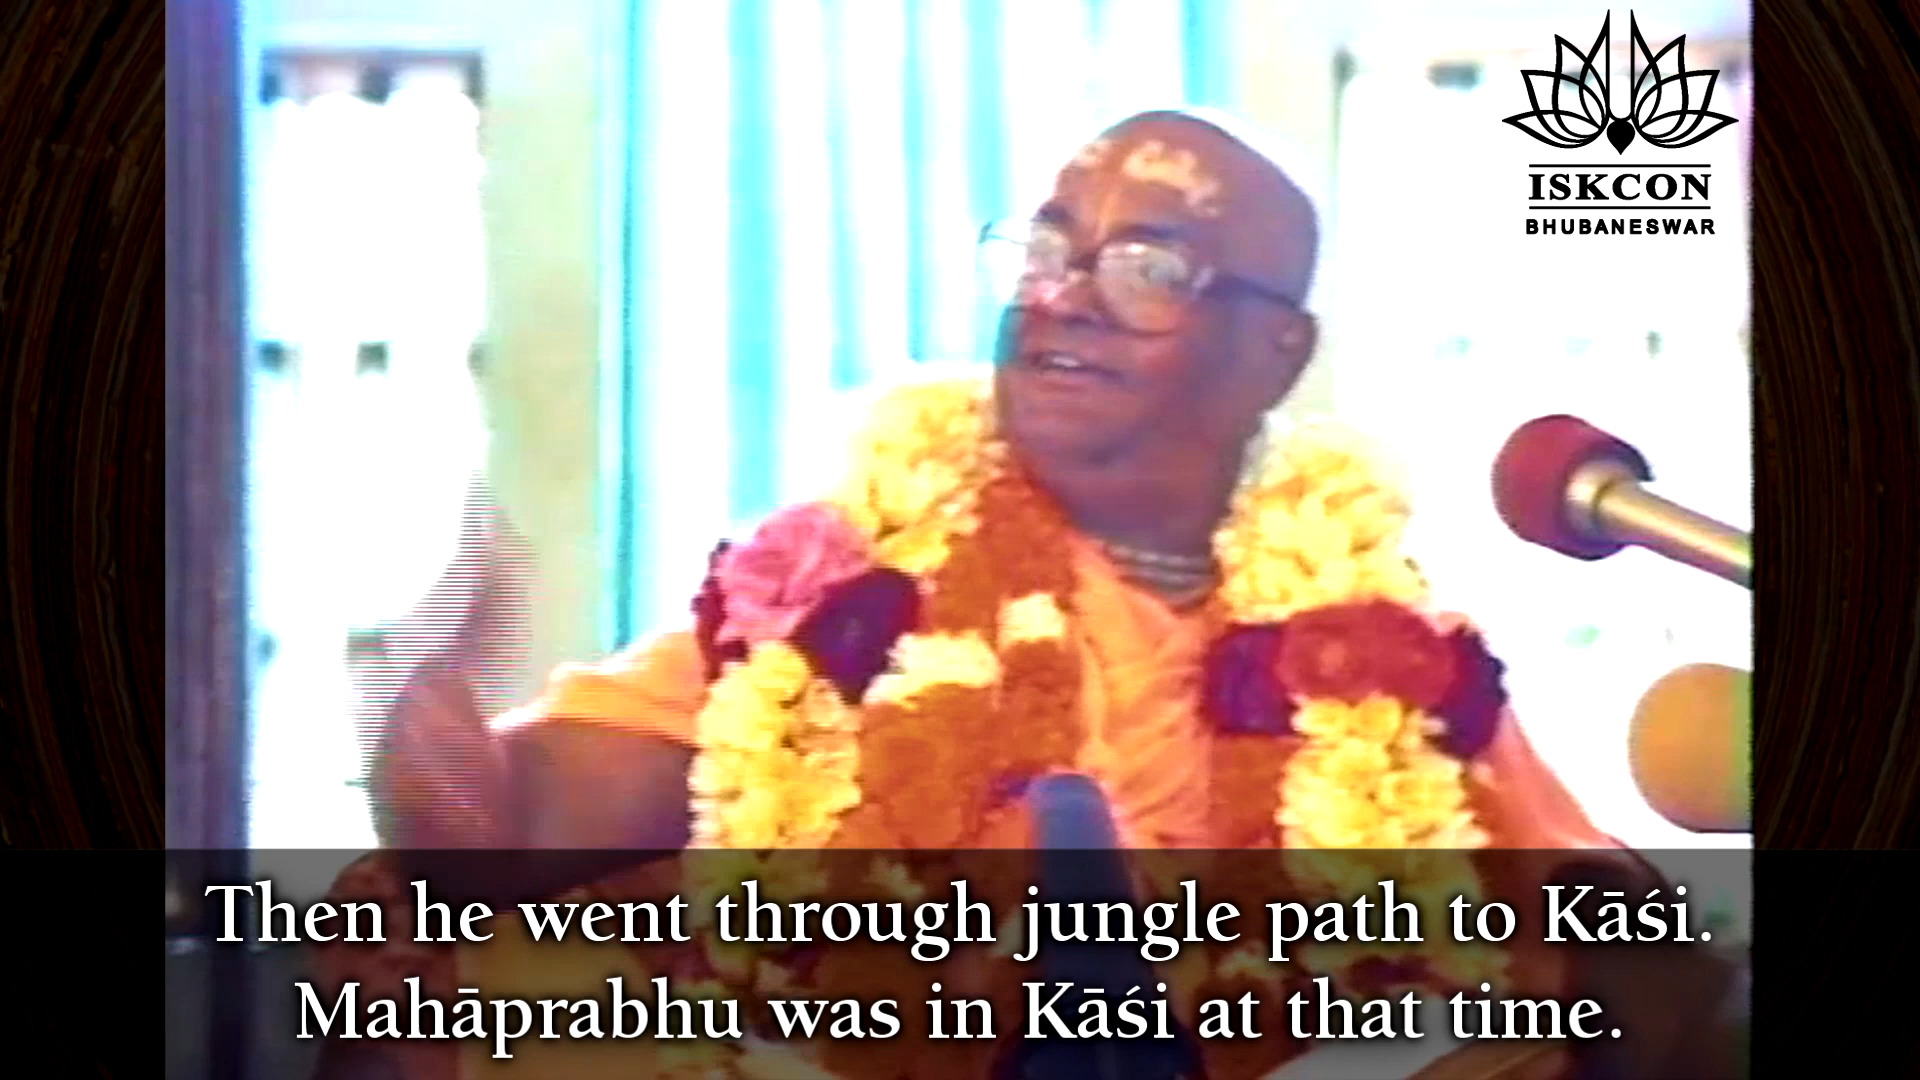 ISKCON
BHUBANESWAR
Then he went through jungle path to Kāśi.
Mahāprabhu was in Kāśi at that time.